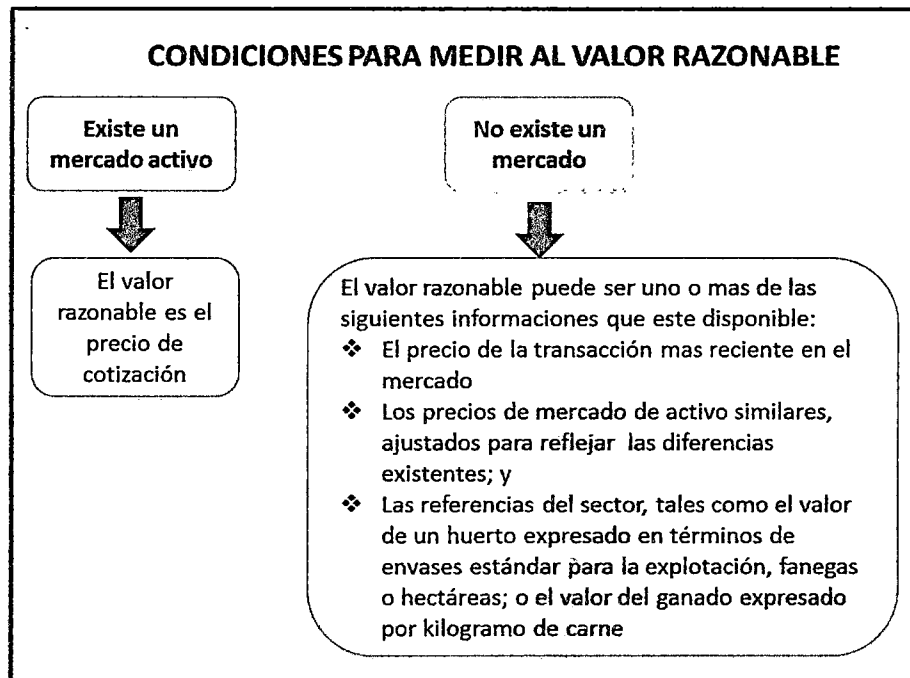 CONDICIONES PARA MEDIR AL VALOR RAZONABLE
Existe un
mercado activo
El valor
razonable es el
precio de
cotización
No existe un
mercado
El valor razonable puede ser uno o mas de las
siguientes informaciones que este disponible:
❖ El precio de la transacción mas reciente en el
mercado
❖ Los precios de mercado de activo similares,
ajustados para reflejar las diferencias
existentes; y
❖ Las referencias del sector, tales como el valor
de un huerto expresado en términos de
envases estándar para la explotación, fanegas
o hectáreas; o el valor del ganado expresado
por kilogramo de carne